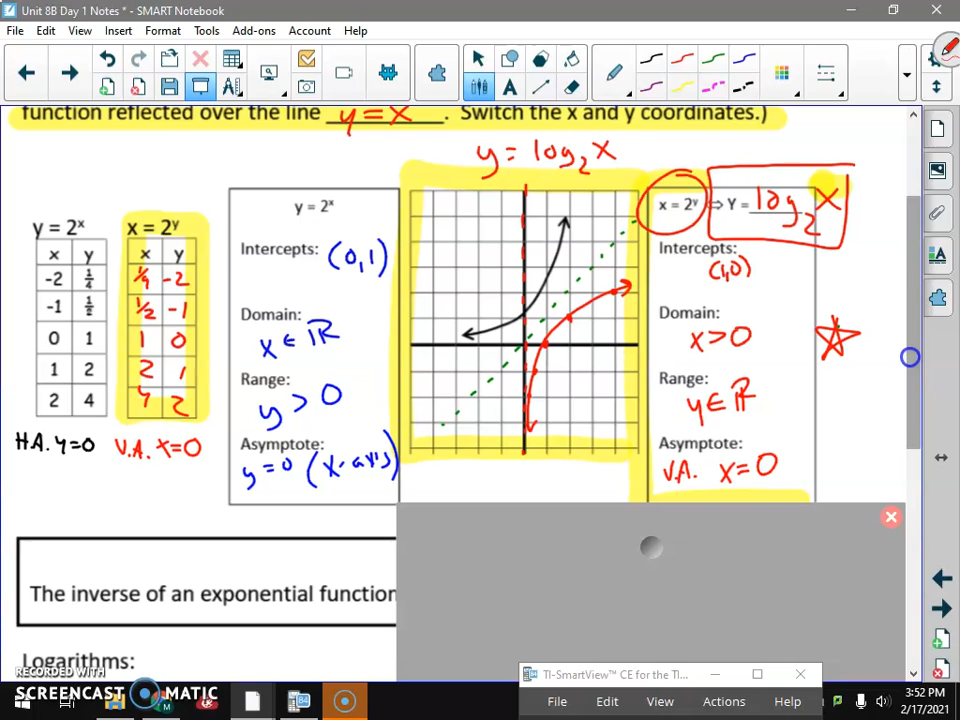 Unit 8B Day 1 Notes * - SMART Notebook
File Edit View Insert Format Tools Add-ons Account Help
function reflected over the line y = x. Switch the x and y coordinates.)
y = log₂ x
y = 2ˣ
x y
-2 1/4
-1 1/2
0 1
1 2
2 4
H.A. y=0
x = 2ʸ
x y
1/4 -2
1/2 -1
1 0
2 1
4 2
V.A. x=0
y = 2ˣ
Intercepts: (0,1)
Domain:
x ∈ ℝ
Range:
y > 0
Asymptote:
y=0 (x-axis)
x = 2ʸ ⇒ Y = log₂ x
Intercepts:
(1,0)
Domain:
x>0
Range:
y∈ ℝ
Asymptote:
V.A. x=0
The inverse of an exponential function
Logarithms:
RECORDED WITH
SCREENCAST MATIC
TI-SmartView™ CE for the TI...
File Edit View Actions Help
84
3:52 PM
2/17/2021